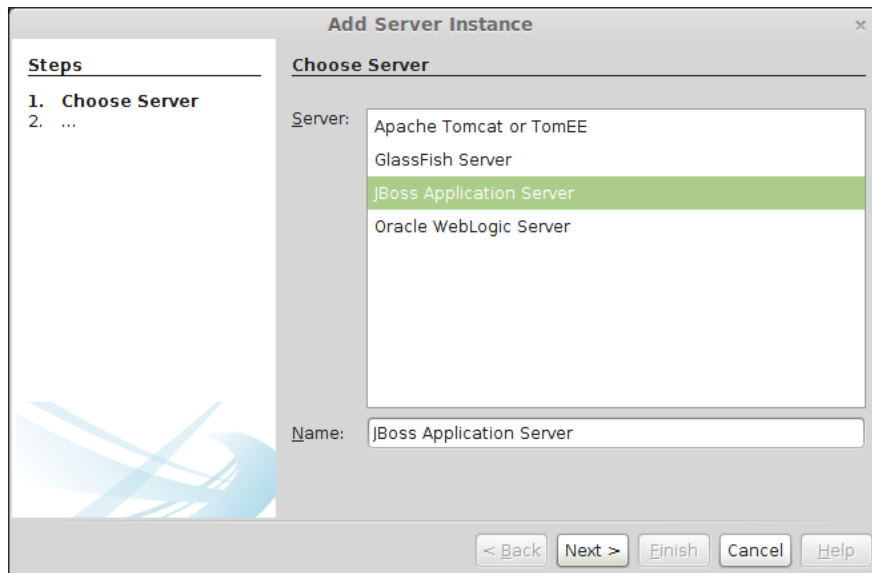 Add Server Instance ×
Steps
1. Choose Server
2. ...
Choose Server
Server:
Apache Tomcat or TomEE
GlassFish Server
JBoss Application Server
Oracle WebLogic Server
Name: JBoss Application Server
< Back Next > Finish Cancel Help